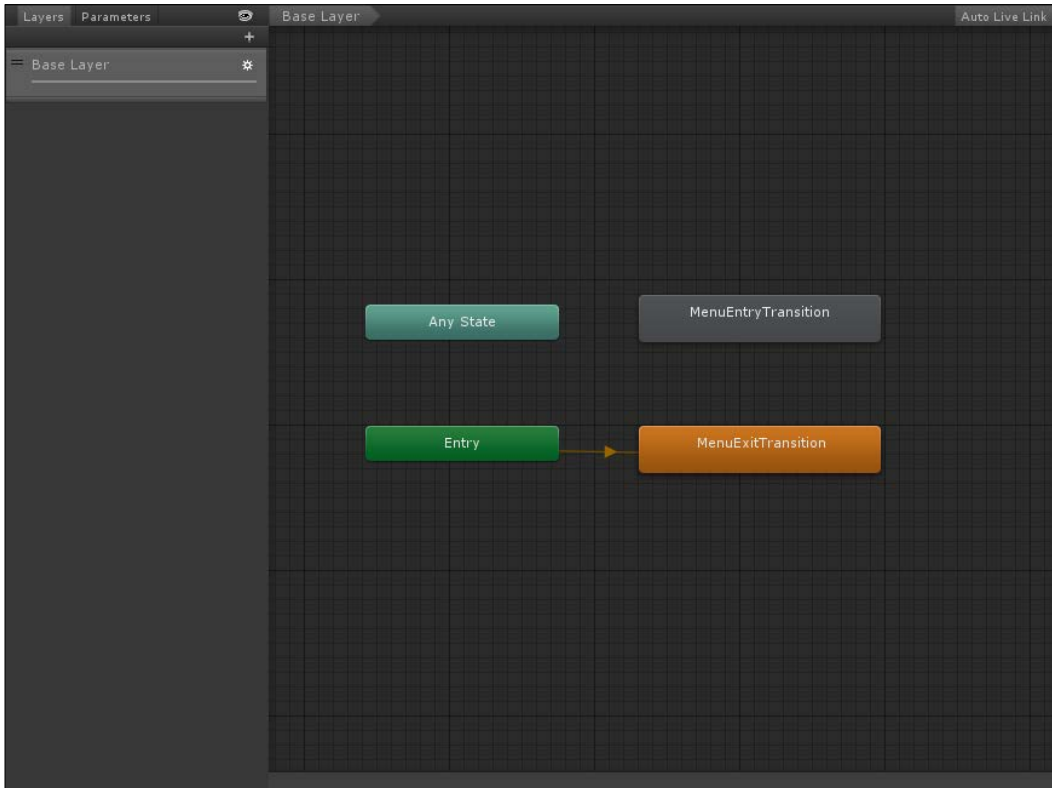 Layers Parameters
Base Layer
Auto Live Link
+
Base Layer
Any State
MenuEntryTransition
Entry
MenuExitTransition